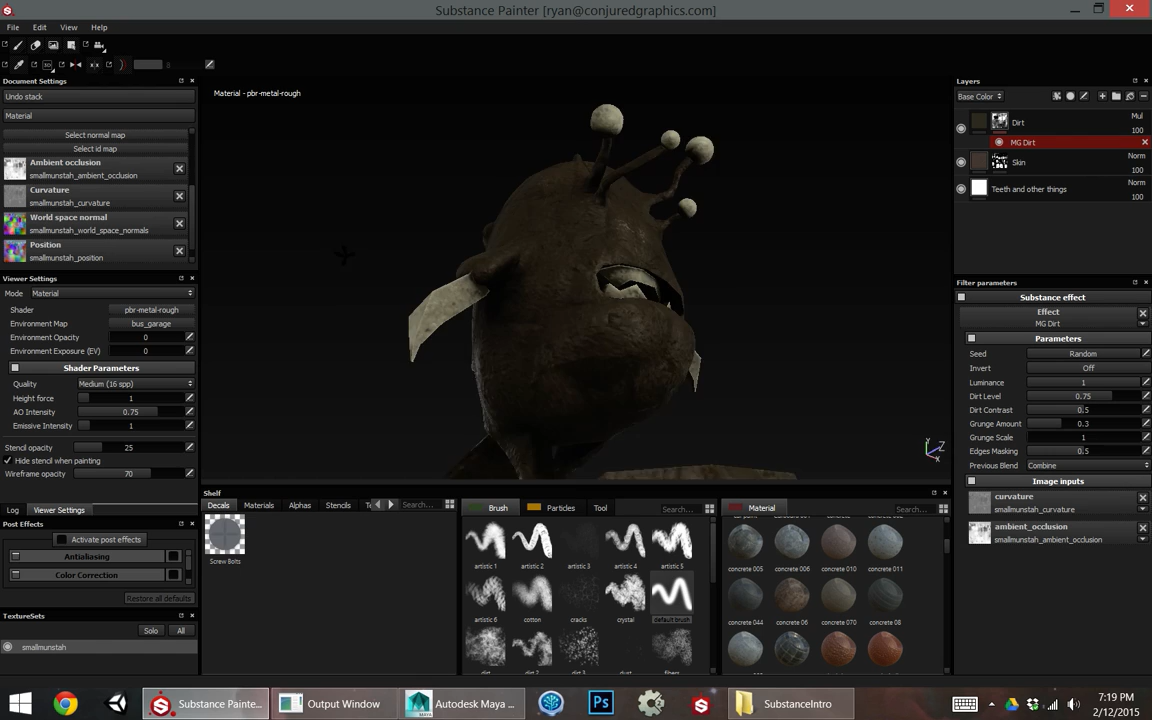 Substance Painter [ryan@conjuredgraphics.com]
File Edit View Help
Document Settings
Undo stack
Material
Select normal map
Select id map
Ambient occlusion
smallmunstah_ambient_occlusion
Curvature
smallmunstah_curvature
World space normal
smallmunstah_world_space_normals
Position
smallmunstah_position
Viewer Settings
Mode Material
Shader pbr-metal-rough
Environment Map bus_garage
Environment Opacity 0
Environment Exposure (EV) 0
Shader Parameters
Quality Medium (16 spp)
Height force 1
AO Intensity 0.75
Emissive Intensity 1
Stencil opacity 25
Hide stencil when painting
Wireframe opacity 70
Log Viewer Settings
Post Effects
Activate post effects
Antialiasing
Color Correction
Restore all defaults
TextureSets
Solo All
smallmunstah
Material - pbr-metal-rough
Y Z X
Shelf
Decals Materials Alphas Stencils Te Search...
Screw Bolts
Brush Particles Tool Search...
artistic 1 artistic 2 artistic 3 artistic 4 artistic 5
artistic 6 cotton cracks crystal default brush
dirt 3 dust fibers
Material Search...
concrete 005 concrete 006 concrete 010 concrete 011
concrete 044 concrete 06 concrete 070 concrete 08
Layers
Base Color
Dirt Mul
100
MG Dirt
Skin Norm
100
Teeth and other things Norm
100
Filter parameters
Substance effect
Effect
MG Dirt
Parameters
Seed Random
Invert Off
Luminance 1
Dirt Level 0.75
Dirt Contrast 0.5
Grunge Amount 0.3
Grunge Scale 1
Edges Masking 0.5
Previous Blend Combine
Image inputs
curvature
smallmunstah_curvature
ambient_occlusion
smallmunstah_ambient_occlusion
Substance Painte... Output Window Autodesk Maya ... Ps SubstanceIntro
MAYA
7:19 PM
2/12/2015